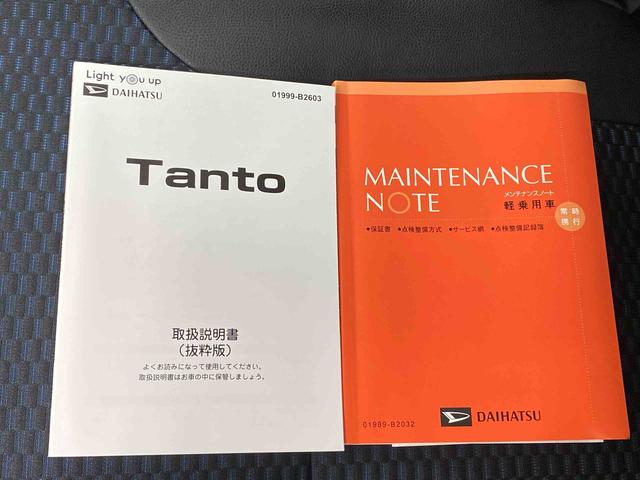 Light you up
DAIHATSU
01999-B2603
Tanto
取扱説明書
（抜粋版）
よくお読みになって使用してください。
取扱説明書はお車の中に保管しましょう。
MAINTENANCE
NOTE
メンテナンスノート
軽乗用車
常時
携行
●保証書 ●点検整備方式 ●サービス網 ●点検整備記録簿
01989-B2032
DAIHATSU